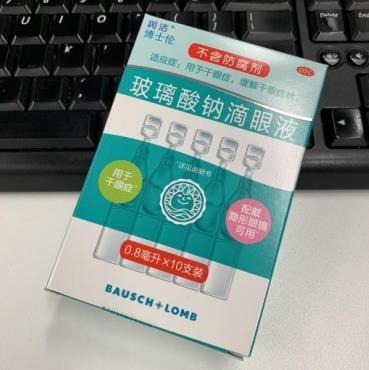 润洁®
博士伦
不含防腐剂
OTC
适应症：用于干眼症，缓解干眼症状。
玻璃酸钠滴眼液
*详见说明书
用于
干眼症*
配戴
隐形眼镜
可用*
0.8毫升×10支装
BAUSCH+LOMB